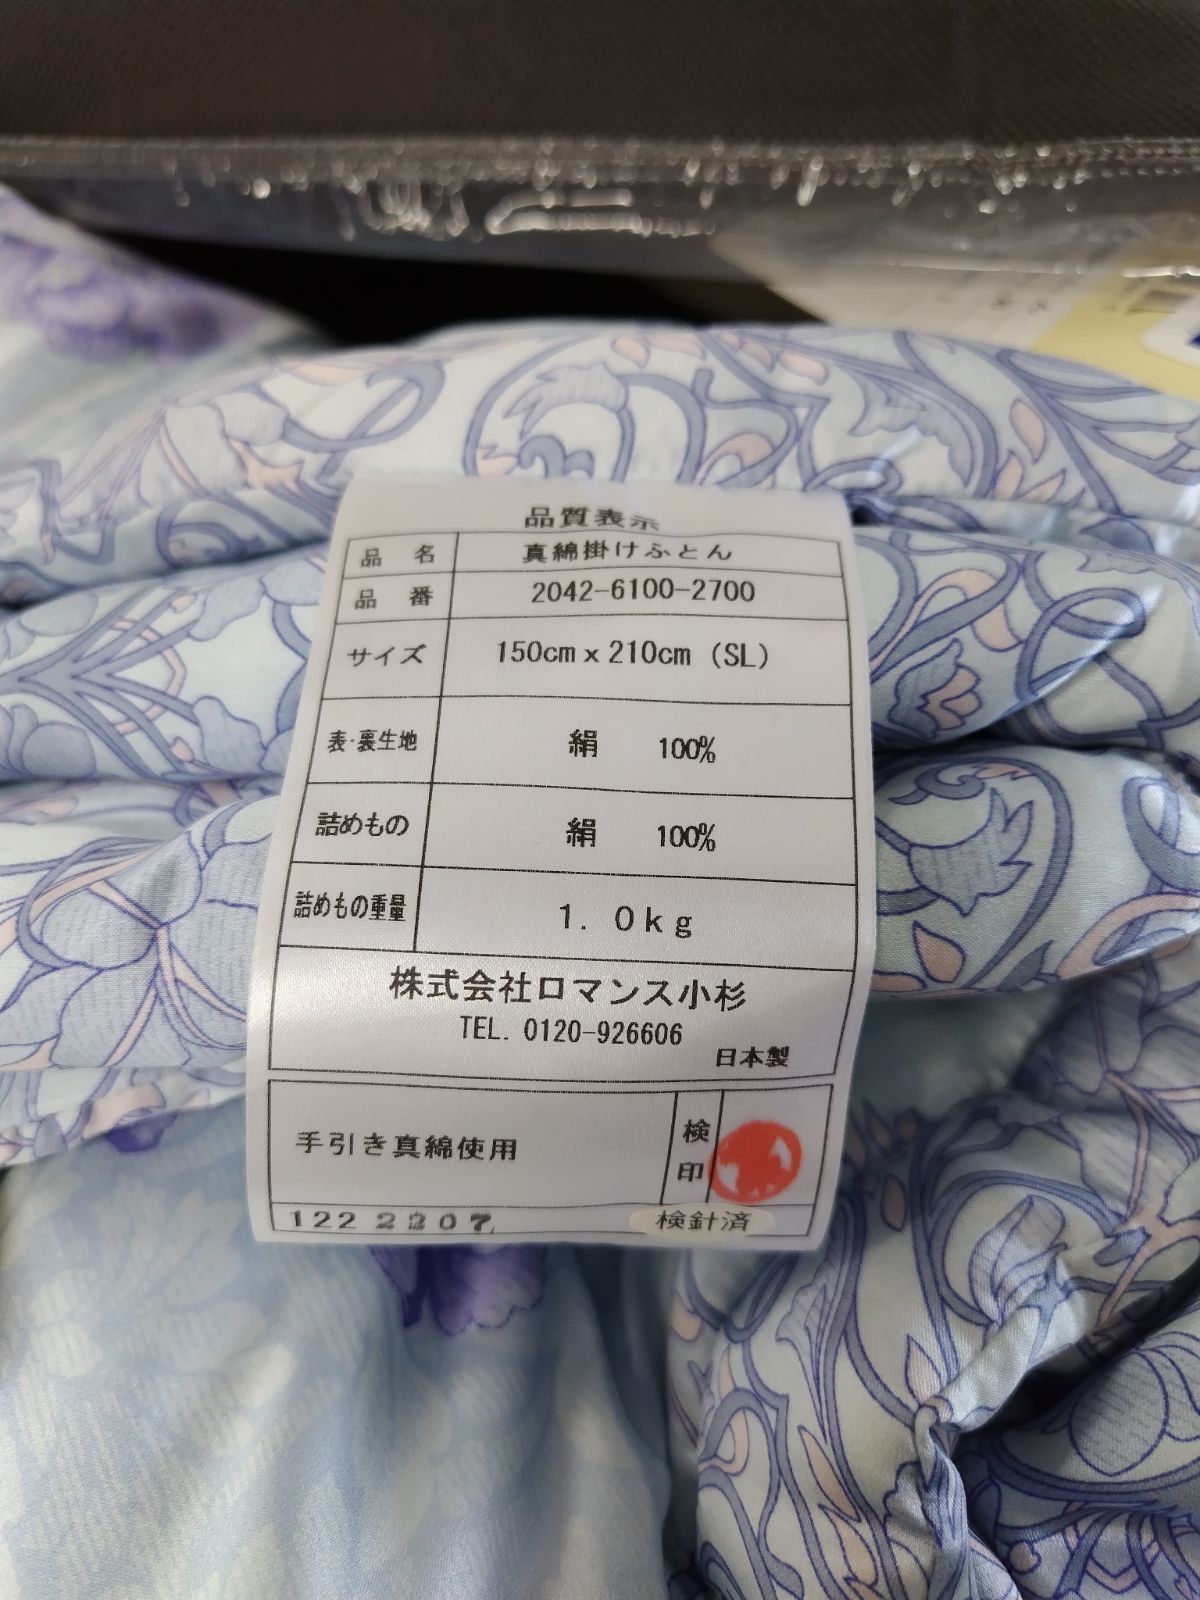 品質表示
品 名 真綿掛けふとん
品 番 2042-6100-2700
サイズ 150cm x 210cm (SL)
表・裏生地 絹 100%
詰めもの 絹 100%
詰めもの重量 1.0kg
株式会社ロマンス小杉
TEL. 0120-926606
日本製
手引き真綿使用
検印
122 2207
検針済